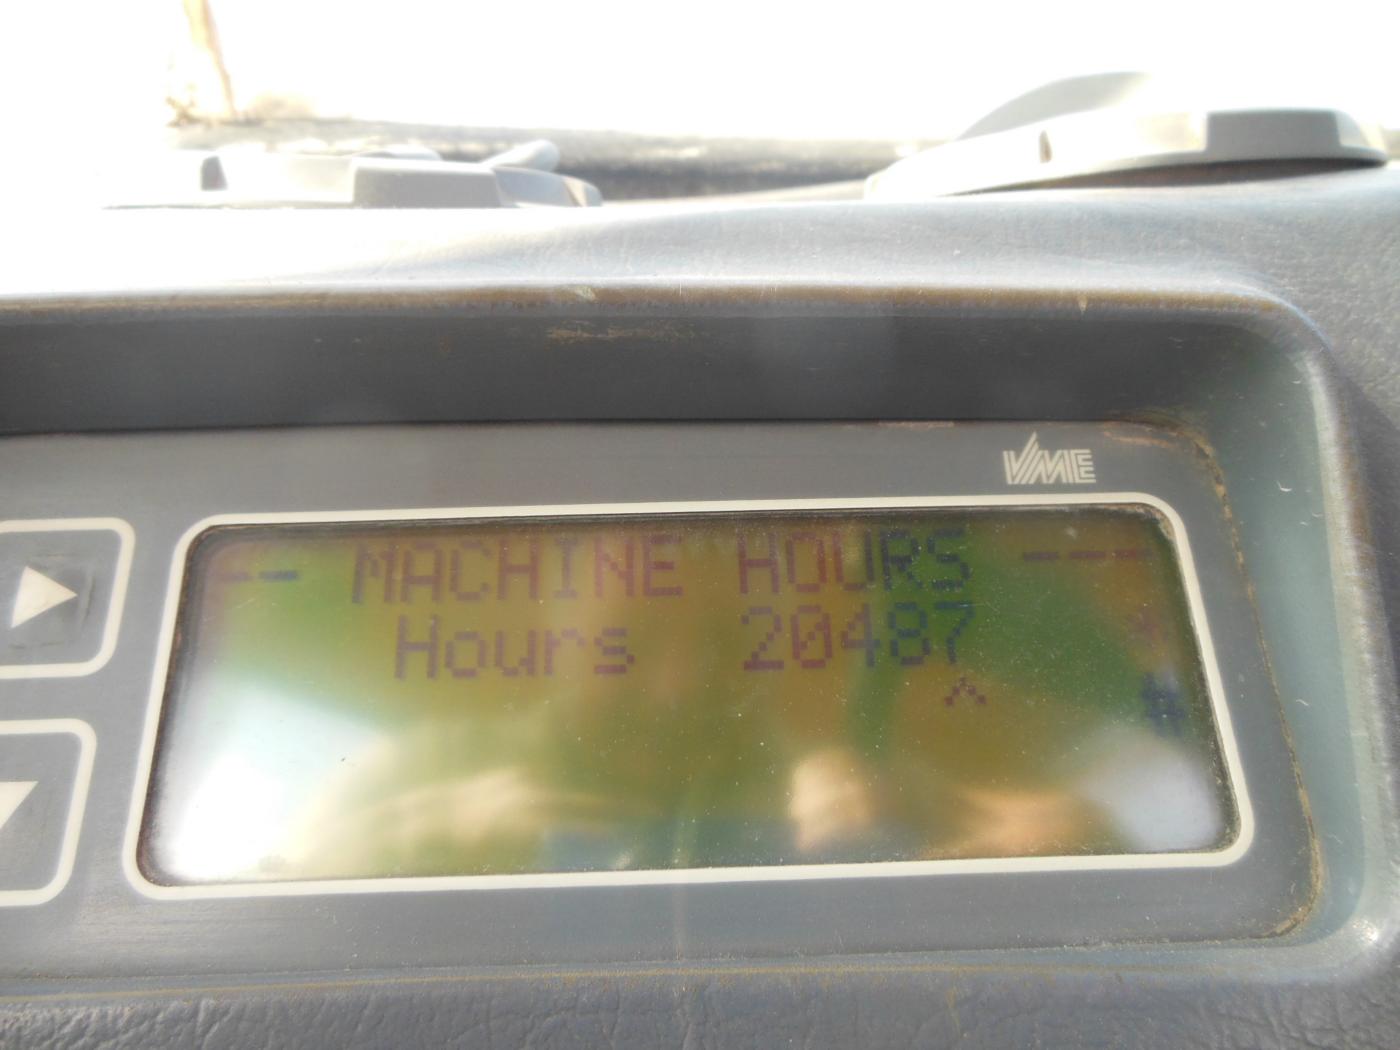 VME
-- MACHINE HOURS ---
Hours 20487
^
*
#